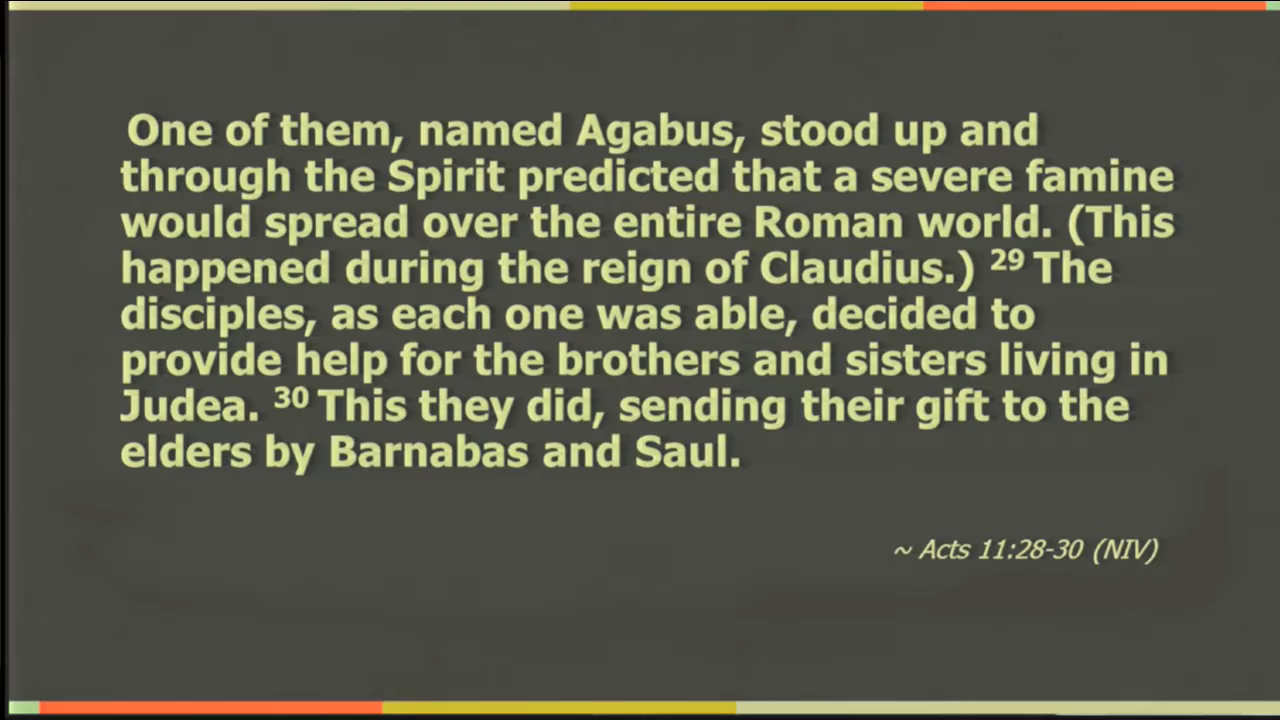 One of them, named Agabus, stood up and
through the Spirit predicted that a severe famine
would spread over the entire Roman world. (This
happened during the reign of Claudius.) 29 The
disciples, as each one was able, decided to
provide help for the brothers and sisters living in
Judea. 30 This they did, sending their gift to the
elders by Barnabas and Saul.
~ Acts 11:28-30 (NIV)